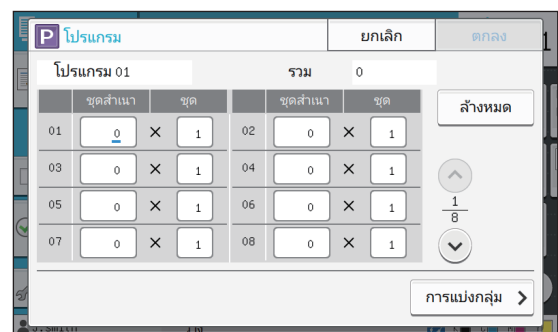 P โปรแกรม ยกเลิก ตกลง
โปรแกรม 01 รวม 0
ชุดสำเนา ชุด ชุดสำเนา ชุด ล้างหมด
01 0 × 1 02 0 × 1
03 0 × 1 04 0 × 1
05 0 × 1 06 0 × 1
1
8
07 0 × 1 08 0 × 1
การแบ่งกลุ่ม